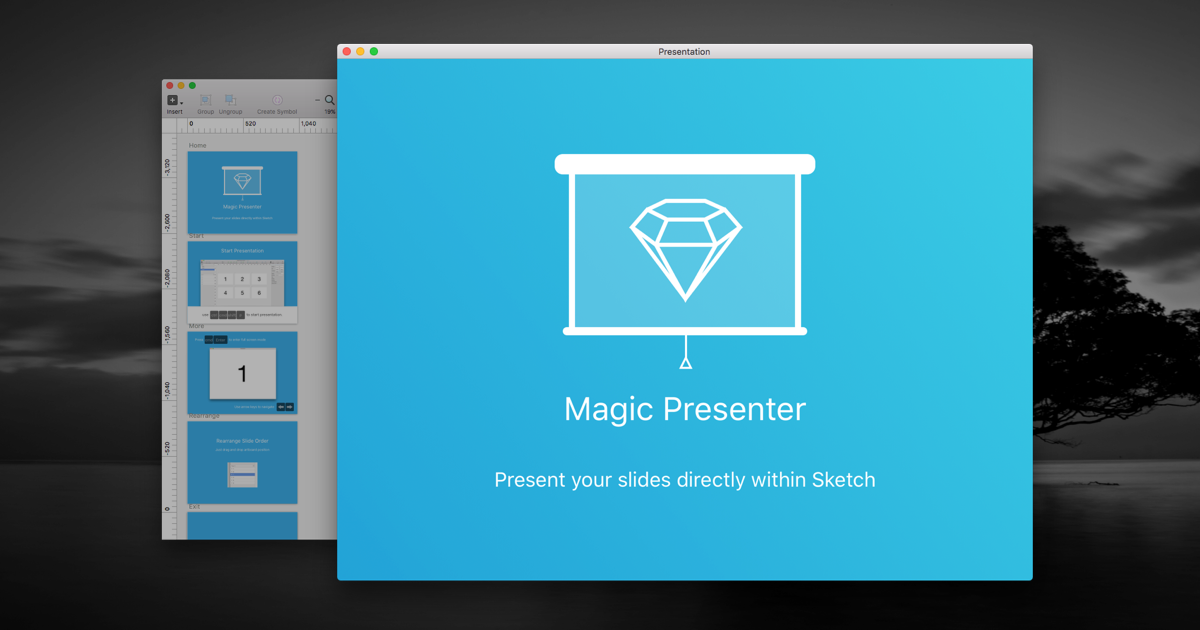 Presentation
Insert
Group
Ungroup
Create Symbol
0
520
1,040
-3,120
-2,600
-2,080
-1,560
-1,040
-520
0
Home
Magic Presenter
Present your slides directly within Sketch
Start
Start Presentation
1 2 3
4 5 6
to start presentation.
More
1
Rearrange
Rearrange Slide Order
Exit
Magic Presenter
Present your slides directly within Sketch